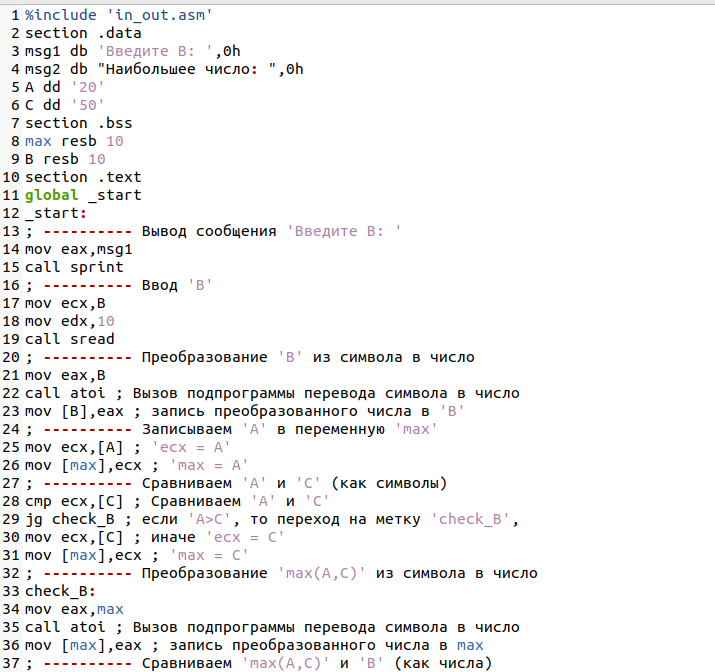 1 %include 'in_out.asm'
2 section .data
3 msg1 db 'Введите B: ',0h
4 msg2 db "Наибольшее число: ",0h
5 A dd '20'
6 C dd '50'
7 section .bss
8 max resb 10
9 B resb 10
10 section .text
11 global _start
12 _start:
13 ; ---------- Вывод сообщения 'Введите B: '
14 mov eax,msg1
15 call sprint
16 ; ---------- Ввод 'B'
17 mov ecx,B
18 mov edx,10
19 call sread
20 ; ---------- Преобразование 'B' из символа в число
21 mov eax,B
22 call atoi ; Вызов подпрограммы перевода символа в число
23 mov [B],eax ; запись преобразованного числа в 'B'
24 ; ---------- Записываем 'A' в переменную 'max'
25 mov ecx,[A] ; 'ecx = A'
26 mov [max],ecx ; 'max = A'
27 ; ---------- Сравниваем 'A' и 'С' (как символы)
28 cmp ecx,[C] ; Сравниваем 'A' и 'С'
29 jg check_B ; если 'A>C', то переход на метку 'check_B',
30 mov ecx,[C] ; иначе 'ecx = C'
31 mov [max],ecx ; 'max = C'
32 ; ---------- Преобразование 'max(A,C)' из символа в число
33 check_B:
34 mov eax,max
35 call atoi ; Вызов подпрограммы перевода символа в число
36 mov [max],eax ; запись преобразованного числа в max
37 ; ---------- Сравниваем 'max(A,C)' и 'B' (как числа)